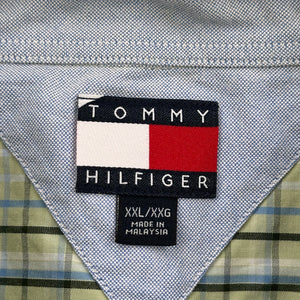 TOMMY
HILFIGER
XXL/XXG
MADE IN
MALAYSIA